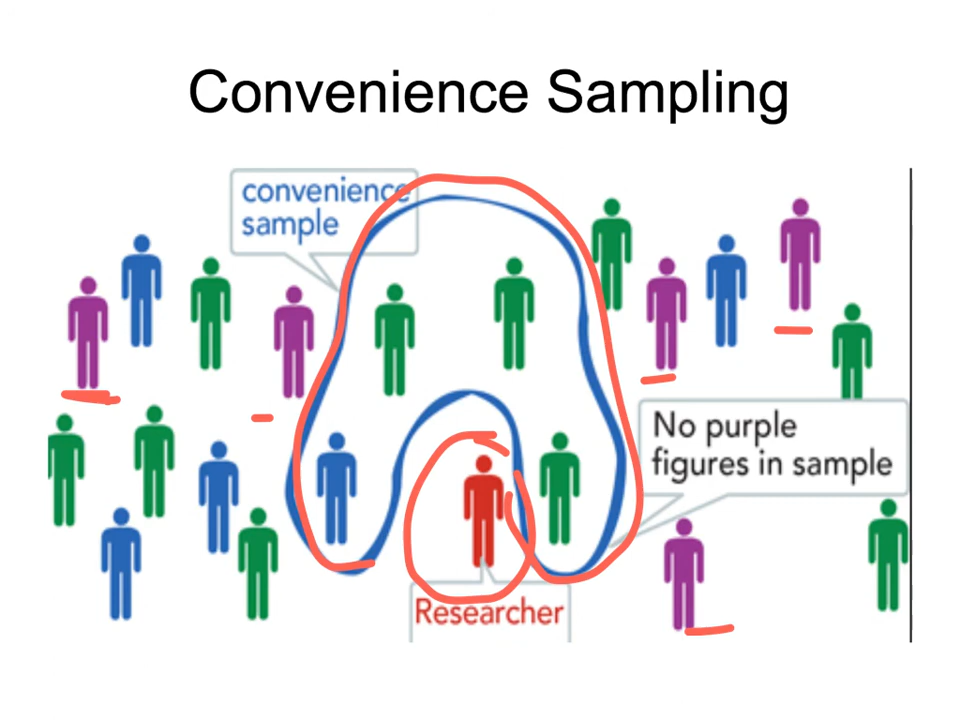 Convenience Sampling
convenience
sample
No purple
figures in sample
Researcher